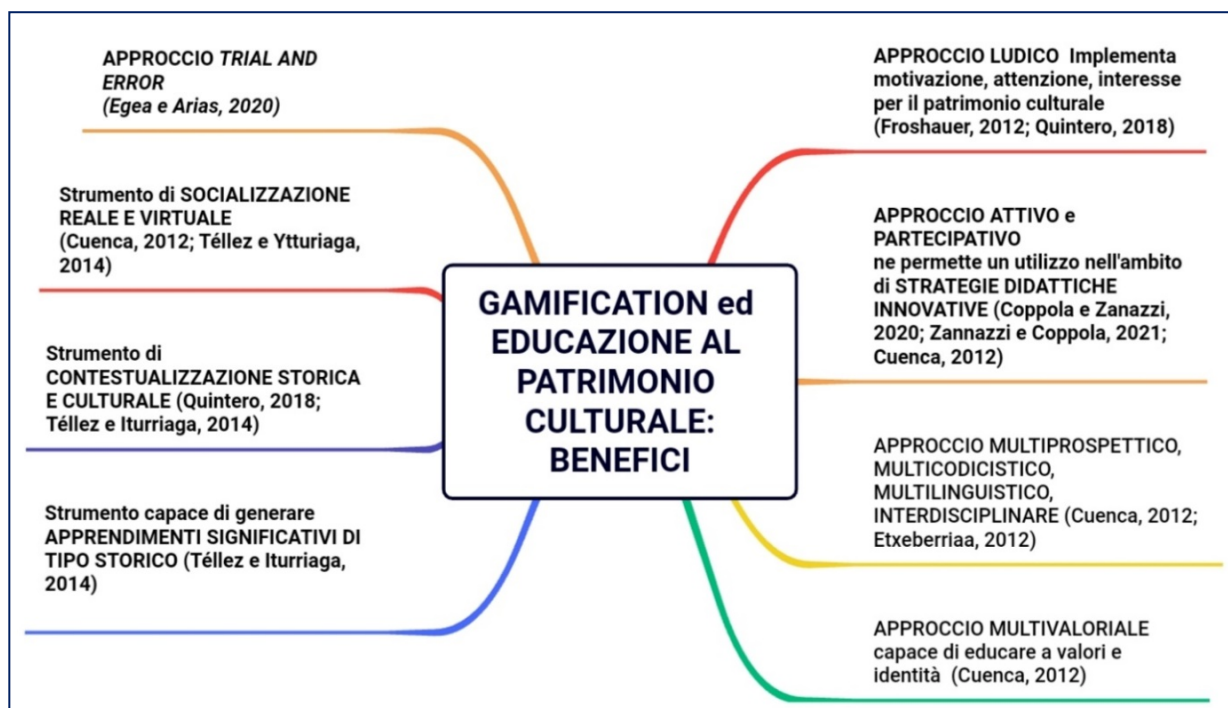 APPROCCIO TRIAL AND
ERROR
(Egea e Arias, 2020)
Strumento di SOCIALIZZAZIONE
REALE E VIRTUALE
(Cuenca, 2012; Téllez e Ytturiaga,
2014)
Strumento di
CONTESTUALIZZAZIONE STORICA
E CULTURALE (Quintero, 2018;
Téllez e Iturriaga, 2014)
Strumento capace di generare
APPRENDIMENTI SIGNIFICATIVI DI
TIPO STORICO (Téllez e Iturriaga,
2014)
GAMIFICATION ed
EDUCAZIONE AL
PATRIMONIO
CULTURALE:
BENEFICI
APPROCCIO LUDICO Implementa
motivazione, attenzione, interesse
per il patrimonio culturale
(Froshauer, 2012; Quintero, 2018)
APPROCCIO ATTIVO e
PARTECIPATIVO
ne permette un utilizzo nell'ambito
di STRATEGIE DIDATTICHE
INNOVATIVE (Coppola e Zanazzi,
2020; Zannazzi e Coppola, 2021;
Cuenca, 2012)
APPROCCIO MULTIPROSPETTICO,
MULTICODICISTICO,
MULTILINGUISTICO,
INTERDISCIPLINARE (Cuenca, 2012;
Etxeberriaa, 2012)
APPROCCIO MULTIVALORIALE
capace di educare a valori e
identità (Cuenca, 2012)